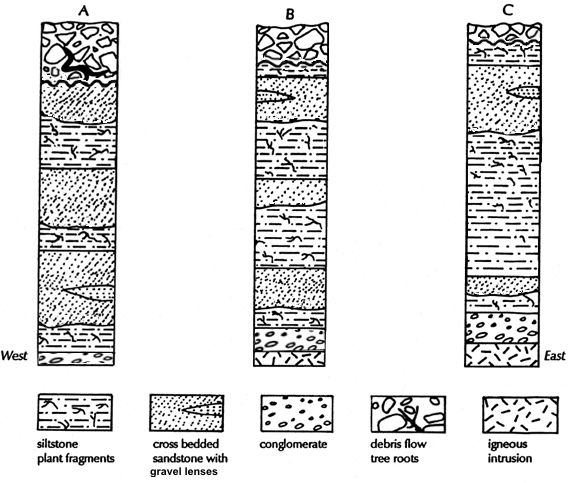 A B C
West East
siltstone
plant fragments
cross bedded
sandstone with
gravel lenses
conglomerate
debris flow
tree roots
igneous
intrusion